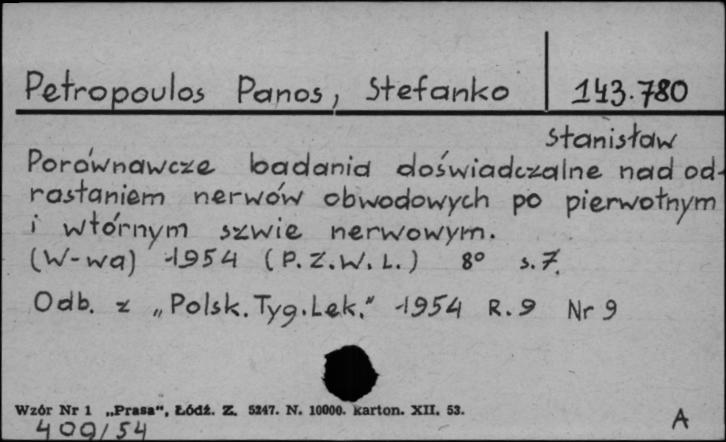 Petropoulos Panos, Stefanko 143.780
Stanisław
Porównawcze badania doświadczalne nad od-
rastaniem nerwów obwodowych po pierwotnym
i wtórnym szwie nerwowym.
(W-wa) 1954 (P.Z.W.L.) 8° s.7.
Odb. z „Polsk.Tyg.Lek." 1954 R.9 Nr 9
Wzór Nr 1 „Prasa", Łódź. Z. 5247. N. 10000. karton. XII. 53.
409/54 A